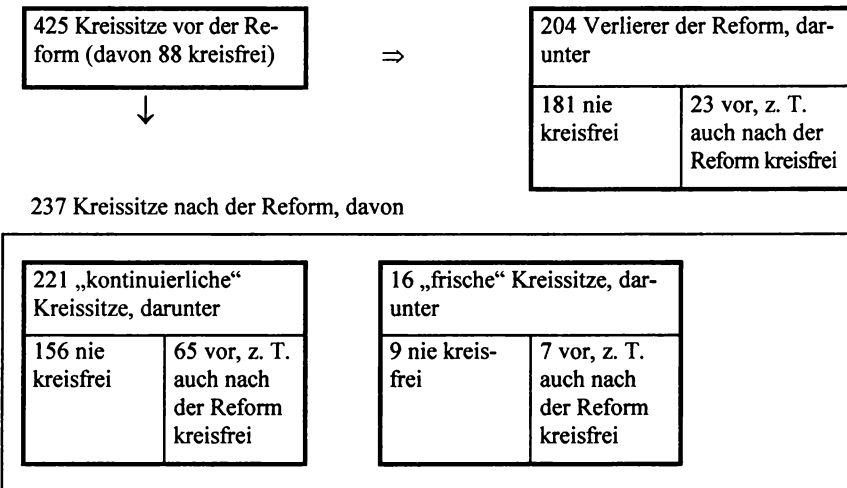 425 Kreissitze vor der Re-
form (davon 88 kreisfrei)
⇒
204 Verlierer der Reform, dar-
unter
181 nie
kreisfrei
23 vor, z. T.
auch nach der
Reform kreisfrei
↓
237 Kreissitze nach der Reform, davon
221 „kontinuierliche“
Kreissitze, darunter
156 nie
kreisfrei
65 vor, z. T.
auch nach
der Reform
kreisfrei
16 „frische“ Kreissitze, dar-
unter
9 nie kreis-
frei
7 vor, z. T.
auch nach
der Reform
kreisfrei